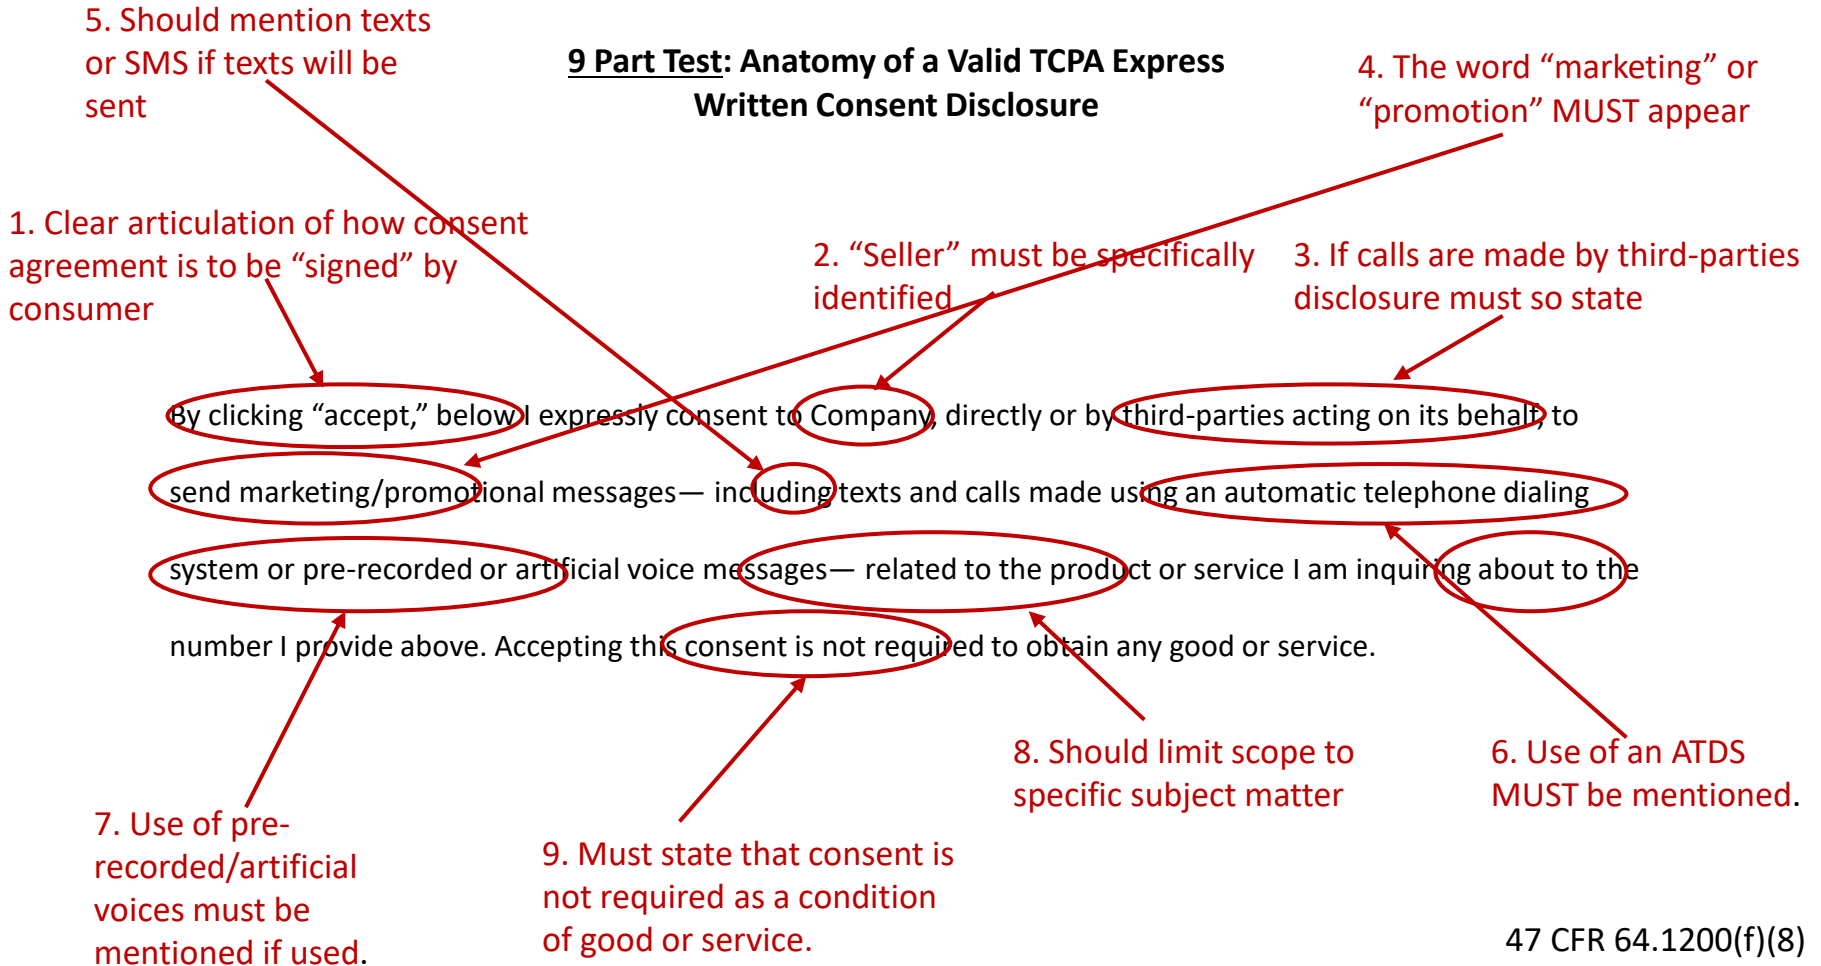 5. Should mention texts
or SMS if texts will be
sent
9 Part Test: Anatomy of a Valid TCPA Express
Written Consent Disclosure
4. The word “marketing” or
“promotion” MUST appear
1. Clear articulation of how consent
agreement is to be “signed” by
consumer
2. “Seller” must be specifically
identified
3. If calls are made by third-parties
disclosure must so state
By clicking “accept,” below I expressly consent to Company, directly or by third-parties acting on its behalf, to
send marketing/promotional messages— including texts and calls made using an automatic telephone dialing
system or pre-recorded or artificial voice messages— related to the product or service I am inquiring about to the
number I provide above. Accepting this consent is not required to obtain any good or service.
7. Use of pre-
recorded/artificial
voices must be
mentioned if used.
9. Must state that consent is
not required as a condition
of good or service.
8. Should limit scope to
specific subject matter
6. Use of an ATDS
MUST be mentioned.
47 CFR 64.1200(f)(8)